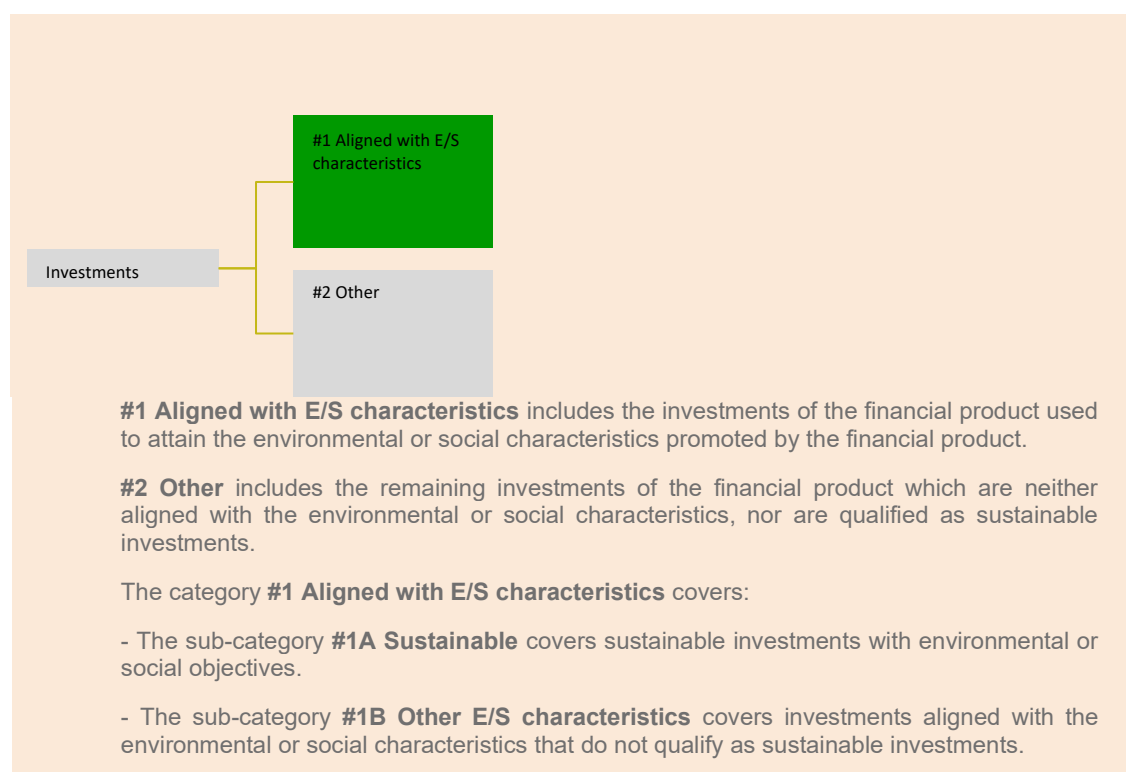 #1 Aligned with E/S
characteristics
Investments
#2 Other
#1 Aligned with E/S characteristics includes the investments of the financial product used
to attain the environmental or social characteristics promoted by the financial product.
#2 Other includes the remaining investments of the financial product which are neither
aligned with the environmental or social characteristics, nor are qualified as sustainable
investments.
The category #1 Aligned with E/S characteristics covers:
- The sub-category #1A Sustainable covers sustainable investments with environmental or
social objectives.
- The sub-category #1B Other E/S characteristics covers investments aligned with the
environmental or social characteristics that do not qualify as sustainable investments.